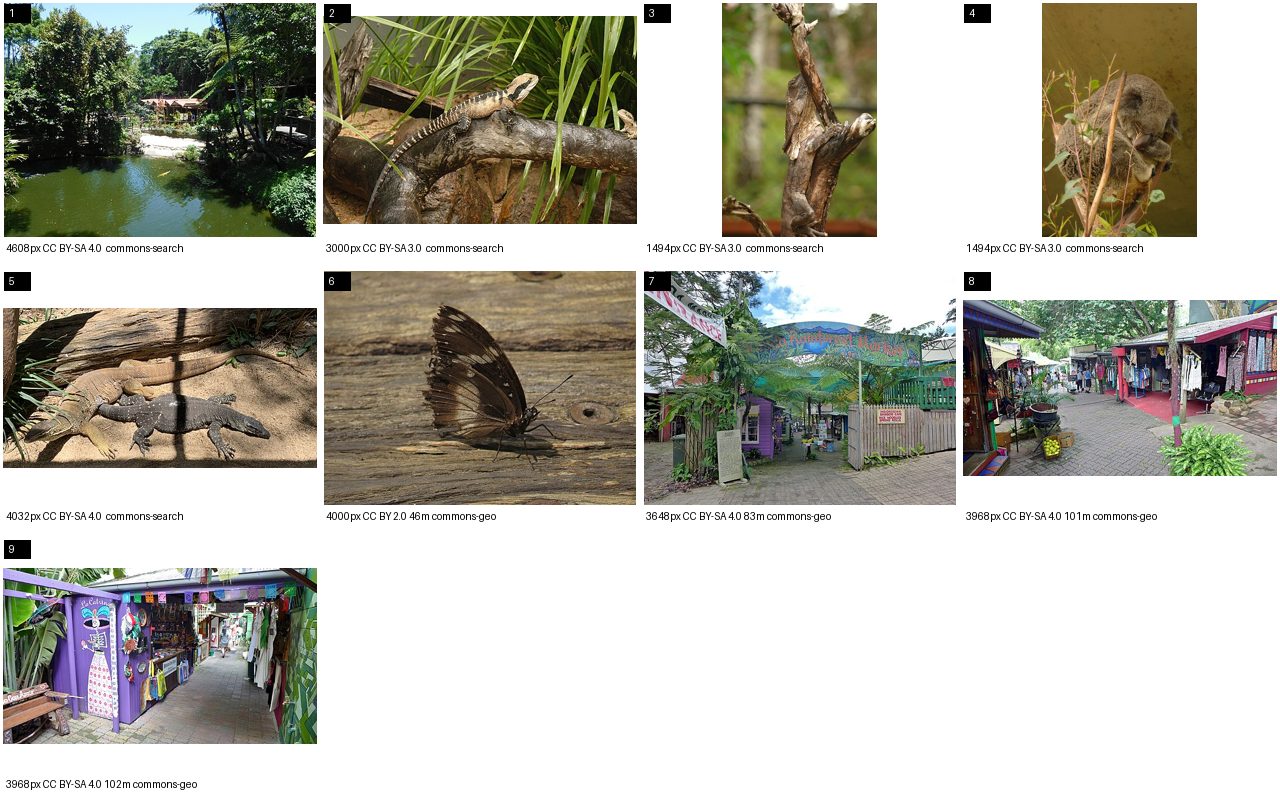 1
2
3
4
4608px CC BY-SA 4.0 commons-search
3000px CC BY-SA 3.0 commons-search
1494px CC BY-SA 3.0 commons-search
1494px CC BY-SA 3.0 commons-search
5
6
7
8
4032px CC BY-SA 4.0 commons-search
4000px CC BY 2.0 46m commons-geo
3648px CC BY-SA 4.0 83m commons-geo
3968px CC BY-SA 4.0 101m commons-geo
9
3968px CC BY-SA 4.0 102m commons-geo